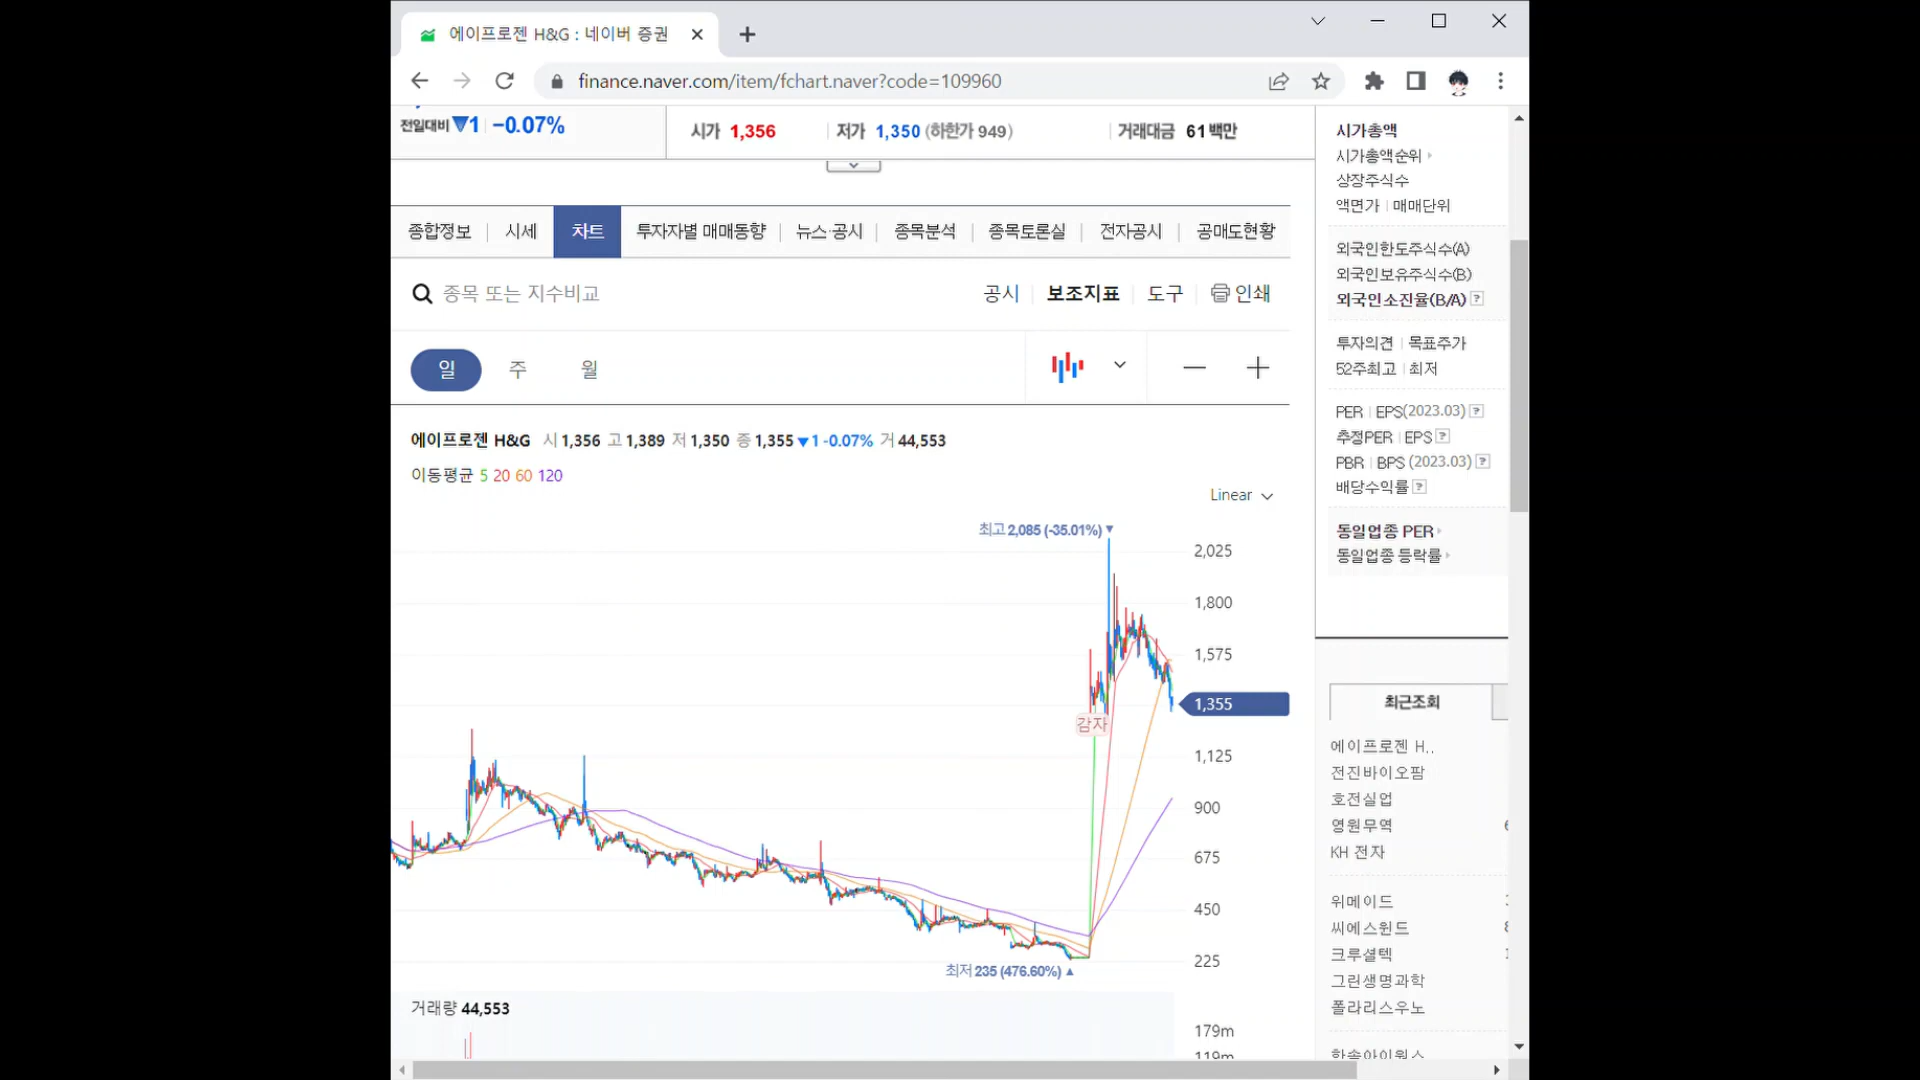 에이프로젠 H&G : 네이버 증권
finance.naver.com/item/fchart.naver?code=109960
전일대비 ▼1 -0.07%
시가 1,356 저가 1,350 (하한가 949) 거래대금 61 백만
종합정보 시세 차트 투자자별 매매동향 뉴스·공시 종목분석 종목토론실 전자공시 공매도현황
종목 또는 지수비교
공시 보조지표 도구 인쇄
일 주 월
에이프로젠 H&G 시 1,356 고 1,389 저 1,350 종 1,355 ▼1 -0.07% 거 44,553
이동평균 5 20 60 120
Linear
최고 2,085 (-35.01%) ▼
2,025
1,800
1,575
1,355
감자
1,125
900
675
450
225
최저 235 (476.60%) ▲
거래량 44,553
179m
119m
시가총액
시가총액순위
상장주식수
액면가 매매단위
외국인한도주식수(A)
외국인보유주식수(B)
외국인소진율(B/A) ?
투자의견 목표주가
52주최고 최저
PER EPS(2023.03) ?
추정PER EPS ?
PBR BPS (2023.03) ?
배당수익률 ?
동일업종 PER
동일업종 등락률
최근조회
에이프로젠 H..
전진바이오팜
호전실업
영원무역
KH 전자
위메이드
씨에스윈드
크루셜텍
그린생명과학
폴라리스우노